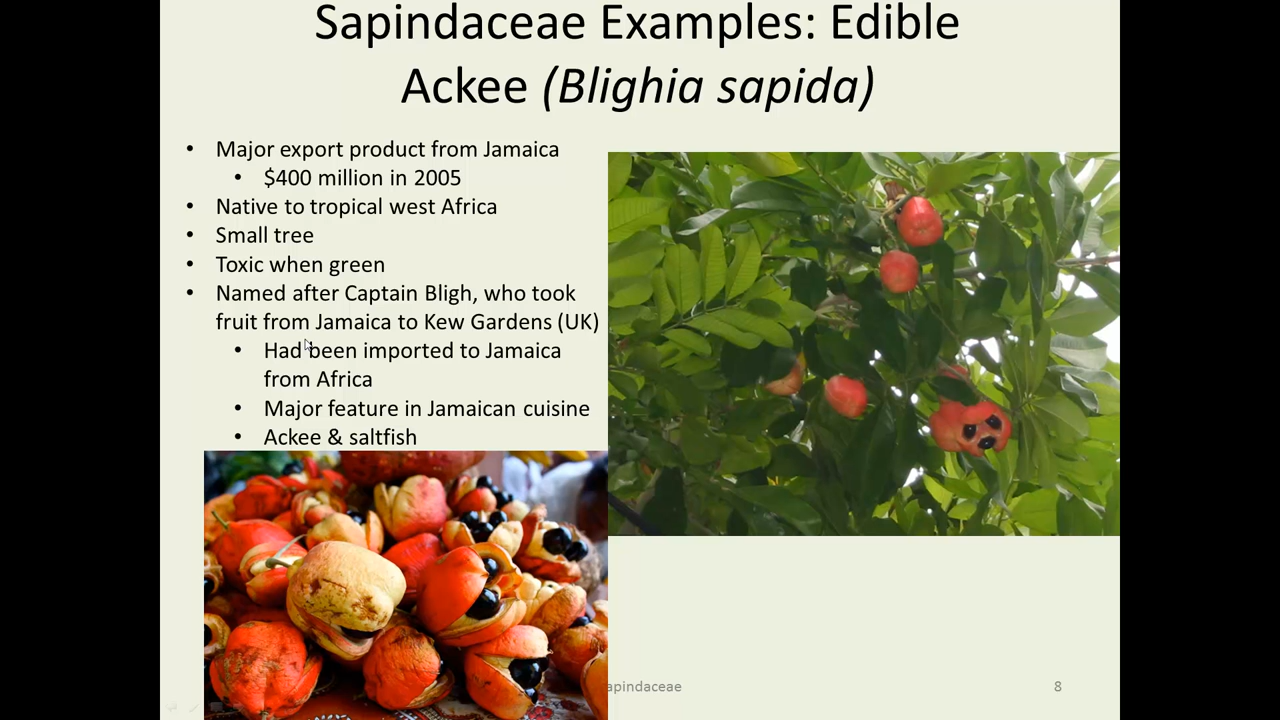 Sapindaceae Examples: Edible
Ackee (Blighia sapida)
• Major export product from Jamaica
• $400 million in 2005
• Native to tropical west Africa
• Small tree
• Toxic when green
• Named after Captain Bligh, who took
fruit from Jamaica to Kew Gardens (UK)
• Had been imported to Jamaica
from Africa
• Major feature in Jamaican cuisine
• Ackee & saltfish
apindaceae
8